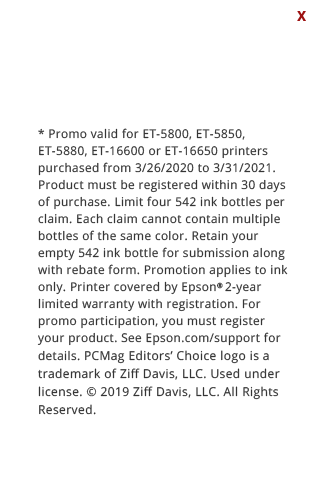 X
* Promo valid for ET-5800, ET-5850,
ET-5880, ET-16600 or ET-16650 printers
purchased from 3/26/2020 to 3/31/2021.
Product must be registered within 30 days
of purchase. Limit four 542 ink bottles per
claim. Each claim cannot contain multiple
bottles of the same color. Retain your
empty 542 ink bottle for submission along
with rebate form. Promotion applies to ink
only. Printer covered by Epson® 2-year
limited warranty with registration. For
promo participation, you must register
your product. See Epson.com/support for
details. PCMag Editors’ Choice logo is a
trademark of Ziff Davis, LLC. Used under
license. © 2019 Ziff Davis, LLC. All Rights
Reserved.